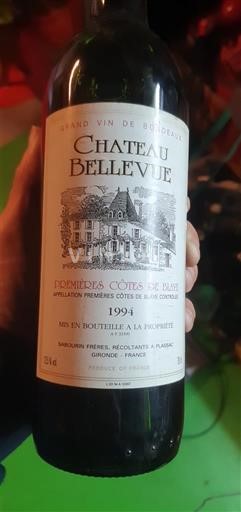 GRAND VIN DE BORDEAUX
CHATEAU
BELLEVUE
PREMIÈRES CÔTES DE BLAYE
APPELLATION PREMIÈRES CÔTES DE BLAYE CONTROLÉE
1994
MIS EN BOUTEILLE A LA PROPRIÉTÉ
SABOURIN FRÈRES, RÉCOLTANTS A PLASSAC
GIRONDE - FRANCE
PRODUCE OF FRANCE